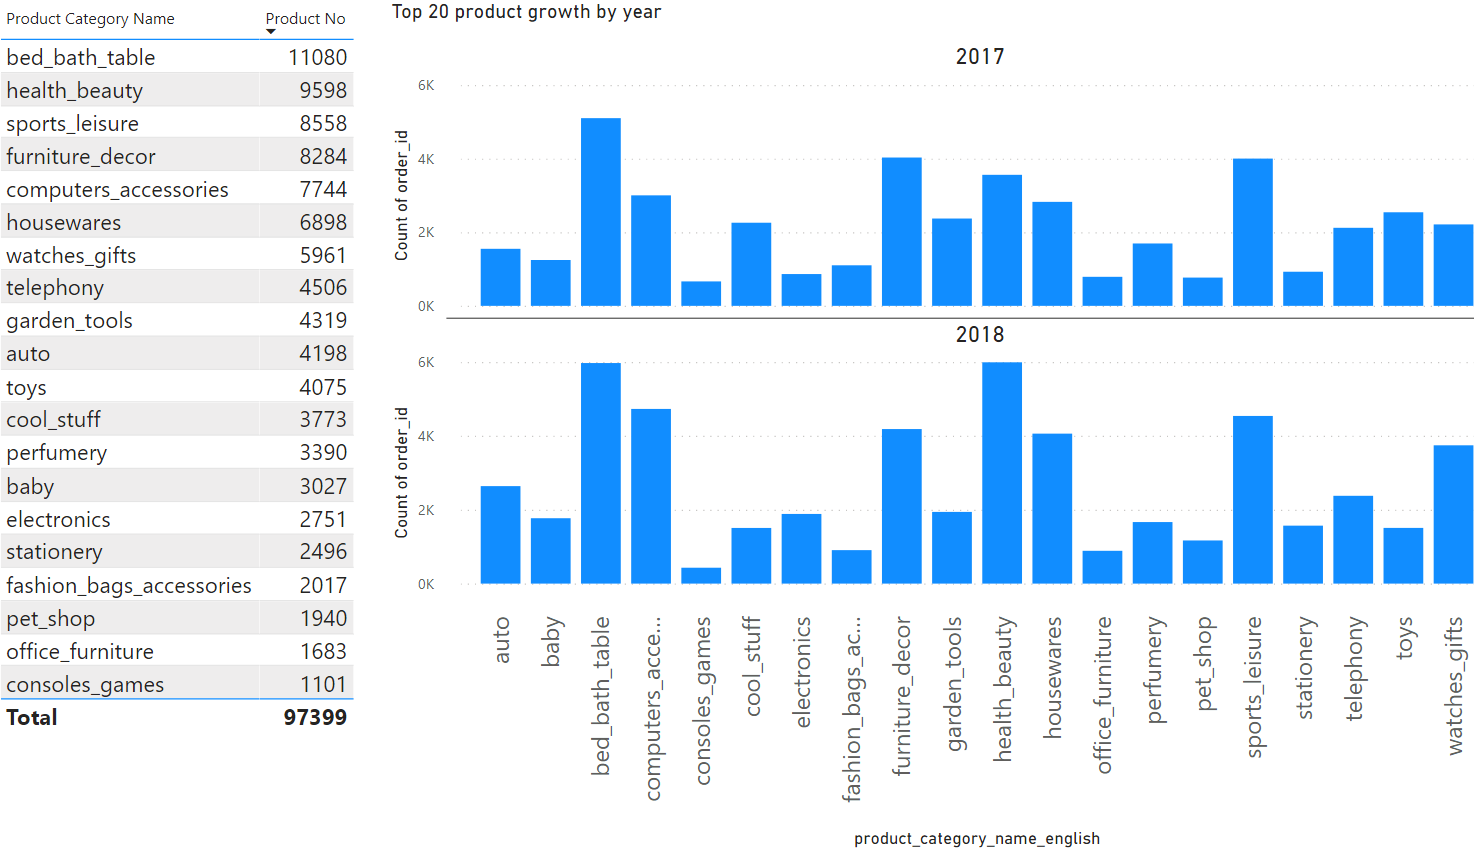 Product Category Name Product No
bed_bath_table 11080
health_beauty 9598
sports_leisure 8558
furniture_decor 8284
computers_accessories 7744
housewares 6898
watches_gifts 5961
telephony 4506
garden_tools 4319
auto 4198
toys 4075
cool_stuff 3773
perfumery 3390
baby 3027
electronics 2751
stationery 2496
fashion_bags_accessories 2017
pet_shop 1940
office_furniture 1683
consoles_games 1101
Total 97399
Top 20 product growth by year
2017
Count of order_id
6K
4K
2K
0K
2018
Count of order_id
6K
4K
2K
0K
auto
baby
bed_bath_table
computers_acce...
consoles_games
cool_stuff
electronics
fashion_bags_ac...
furniture_decor
garden_tools
health_beauty
housewares
office_furniture
perfumery
pet_shop
sports_leisure
stationery
telephony
toys
watches_gifts
product_category_name_english